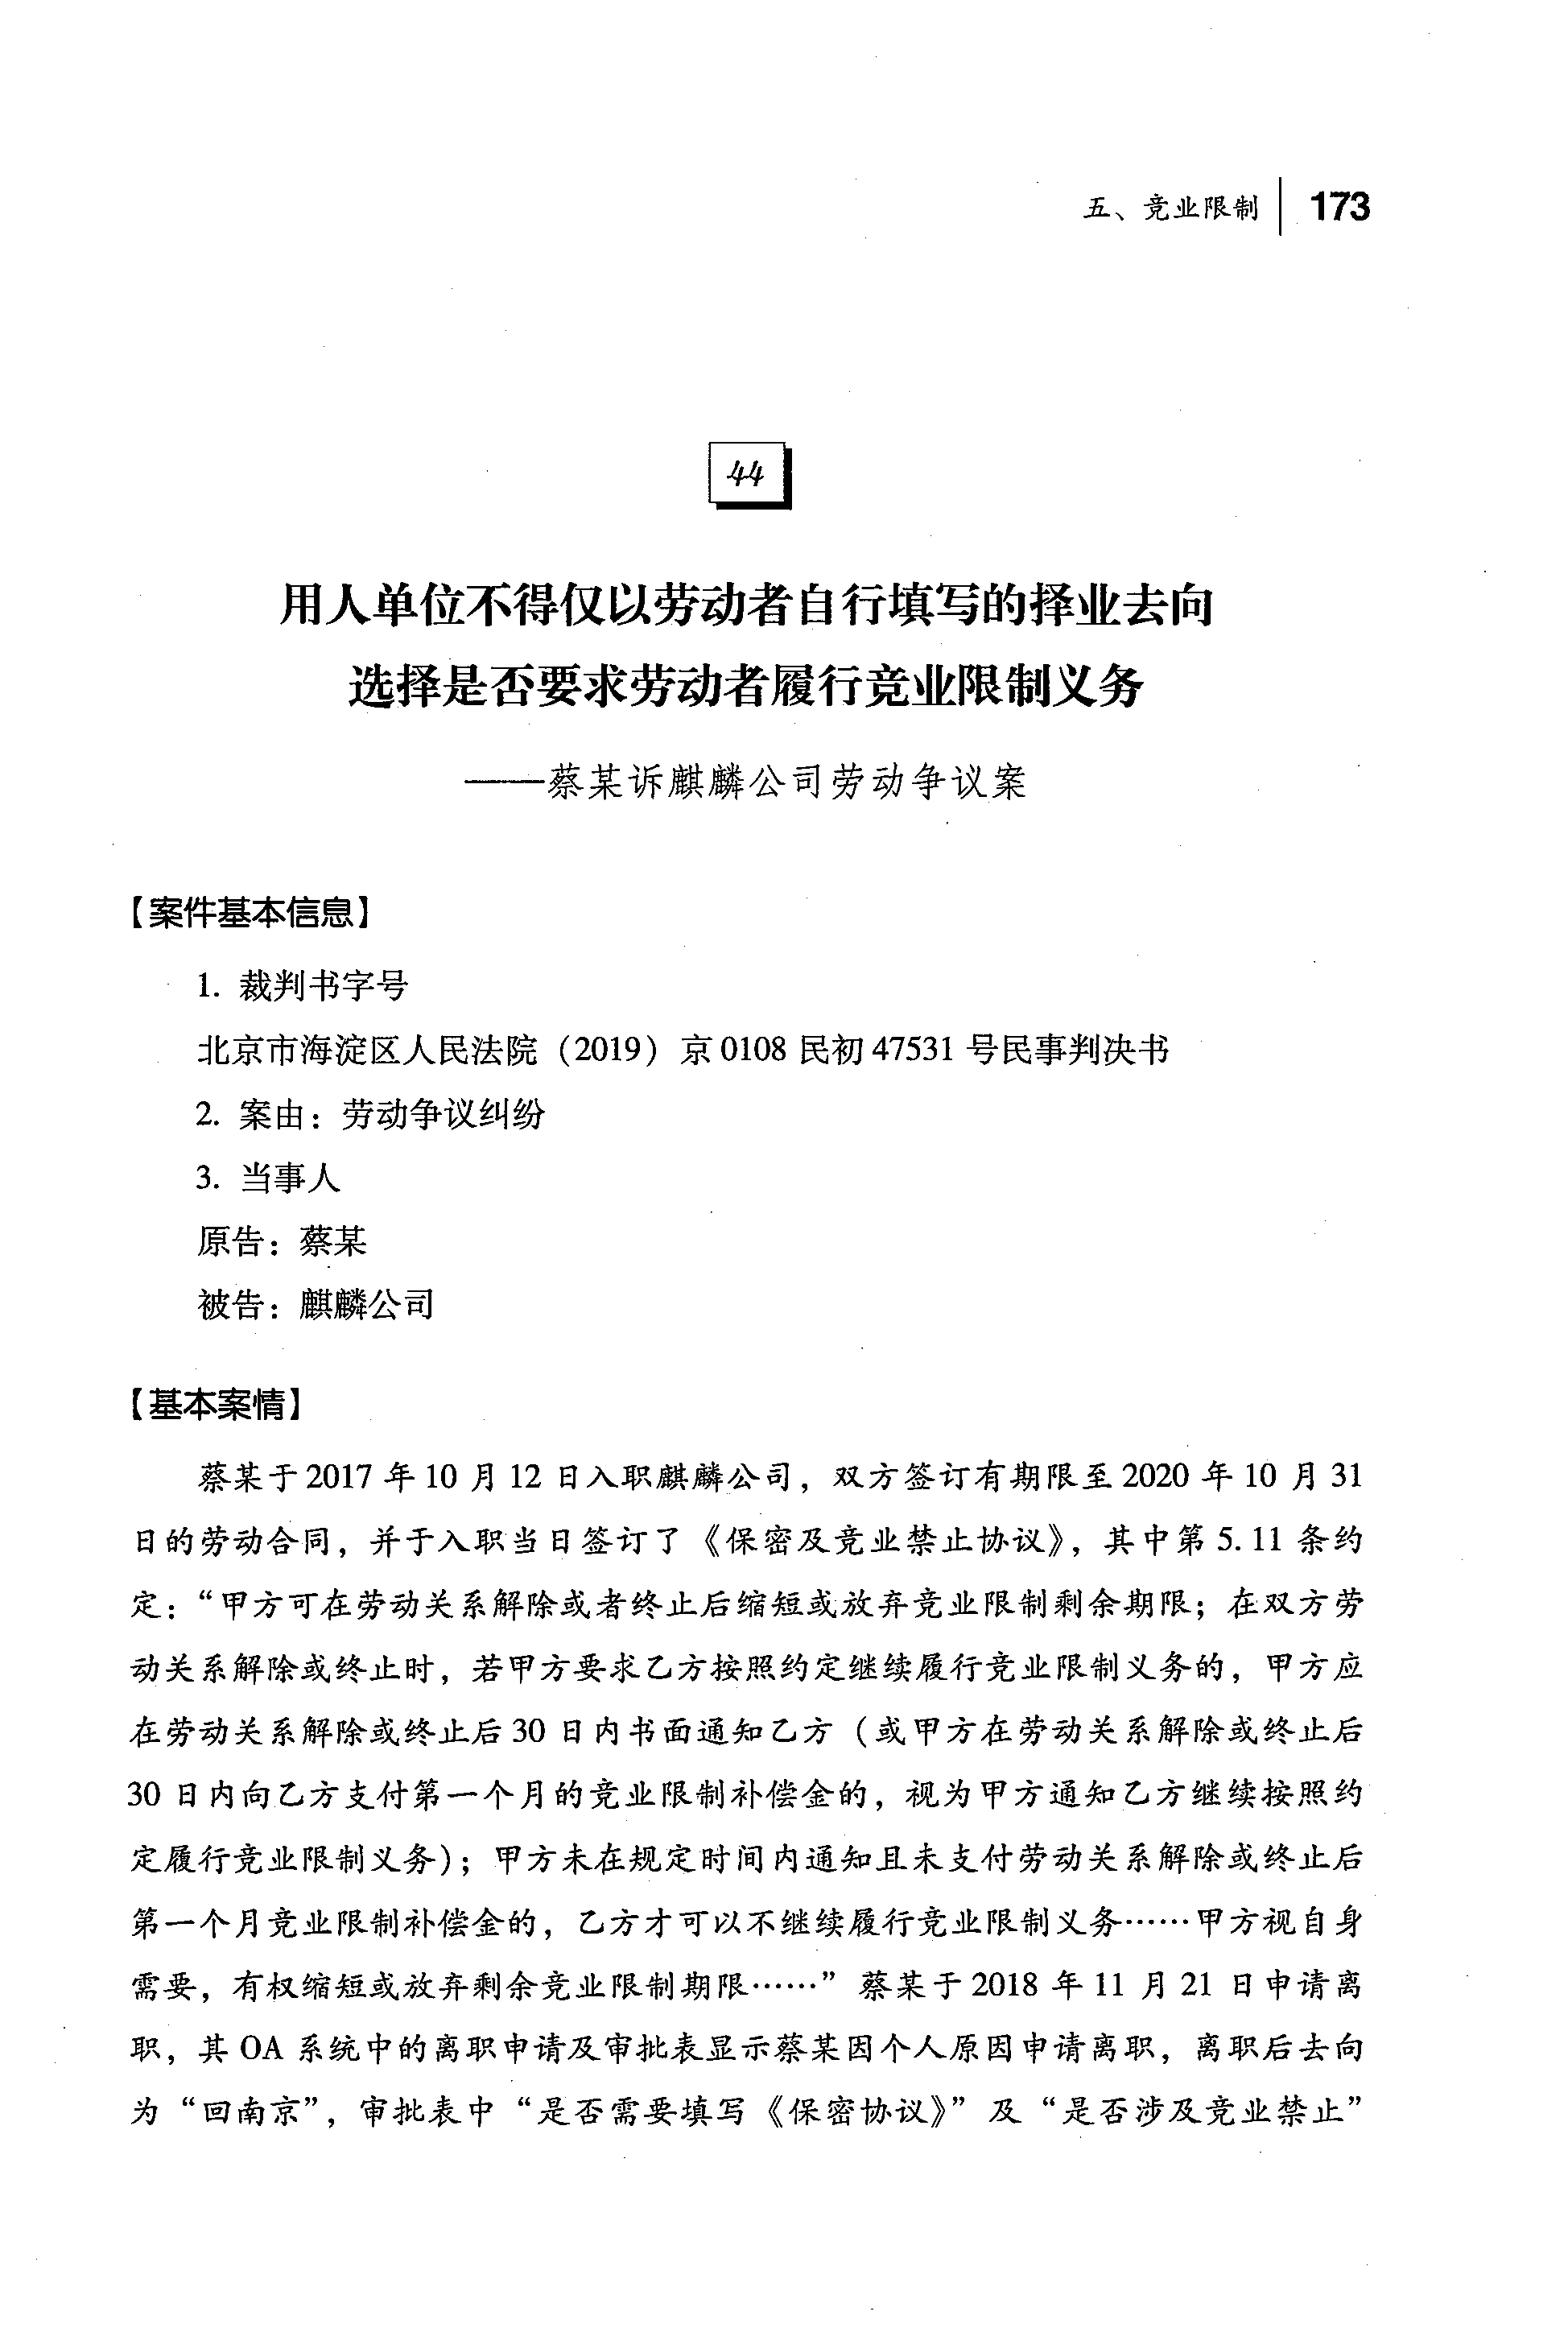 五、竞业限制 173
44
用人单位不得仅以劳动者自行填写的择业去向
选择是否要求劳动者履行竞业限制义务
——蔡某诉麒麟公司劳动争议案
【案件基本信息】
1. 裁判书字号
北京市海淀区人民法院（2019）京0108民初47531号民事判决书
2. 案由：劳动争议纠纷
3. 当事人
原告：蔡某
被告：麒麟公司
【基本案情】
蔡某于2017年10月12日入职麒麟公司，双方签订有期限至2020年10月31
日的劳动合同，并于入职当日签订了《保密及竞业禁止协议》，其中第5.11条约
定：“甲方可在劳动关系解除或者终止后缩短或放弃竞业限制剩余期限；在双方劳
动关系解除或终止时，若甲方要求乙方按照约定继续履行竞业限制义务的，甲方应
在劳动关系解除或终止后30日内书面通知乙方（或甲方在劳动关系解除或终止后
30日内向乙方支付第一个月的竞业限制补偿金的，视为甲方通知乙方继续按照约
定履行竞业限制义务）；甲方未在规定时间内通知且未支付劳动关系解除或终止后
第一个月竞业限制补偿金的，乙方才可以不继续履行竞业限制义务……甲方视自身
需要，有权缩短或放弃剩余竞业限制期限……”蔡某于2018年11月21日申请离
职，其OA系统中的离职申请及审批表显示蔡某因个人原因申请离职，离职后去向
为“回南京”，审批表中“是否需要填写《保密协议》”及“是否涉及竞业禁止”